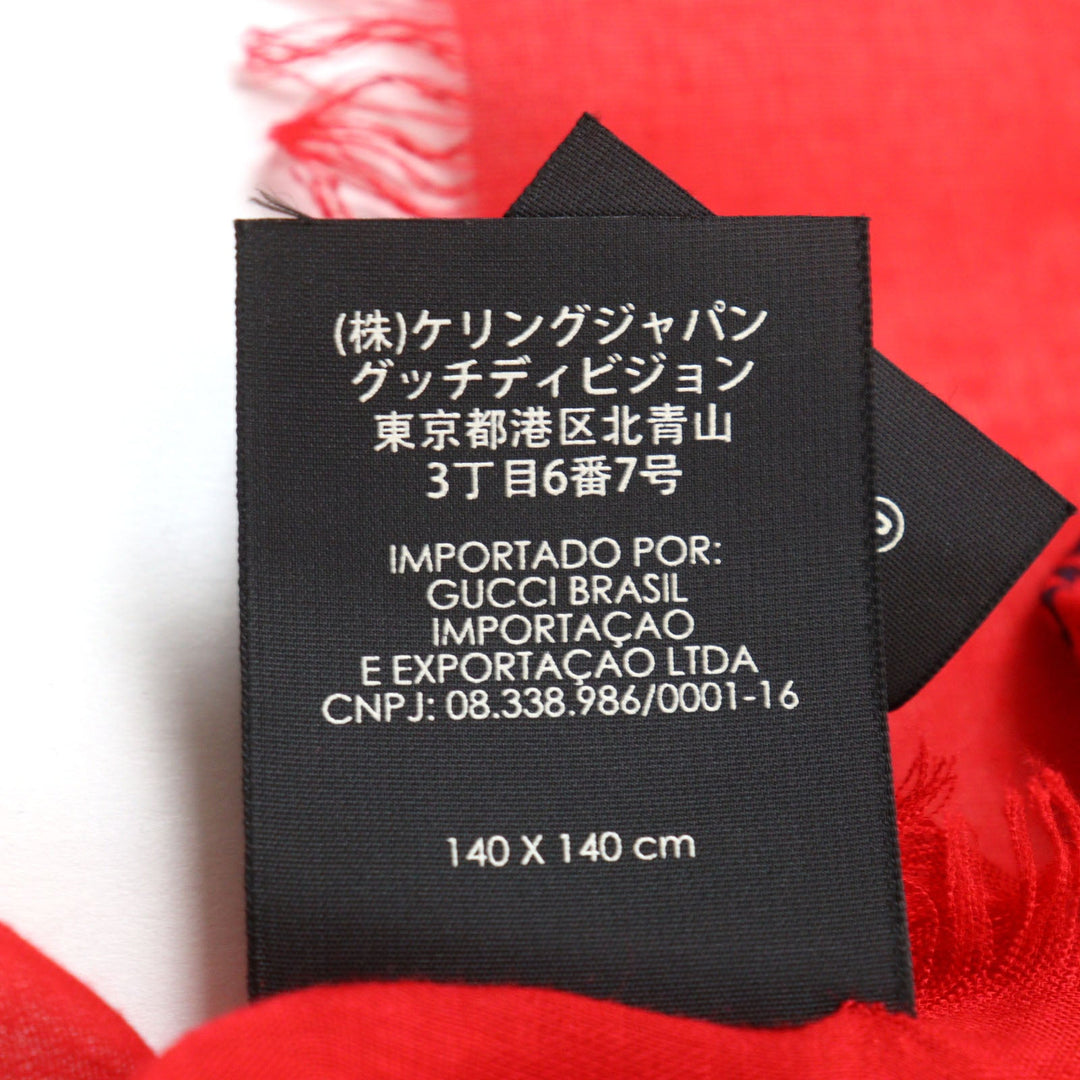 (株)ケリングジャパン
グッチディビジョン
東京都港区北青山
3丁目6番7号
IMPORTADO POR:
GUCCI BRASIL
IMPORTAÇAO
E EXPORTAÇAO LTDA
CNPJ: 08.338.986/0001-16
140 X 140 cm